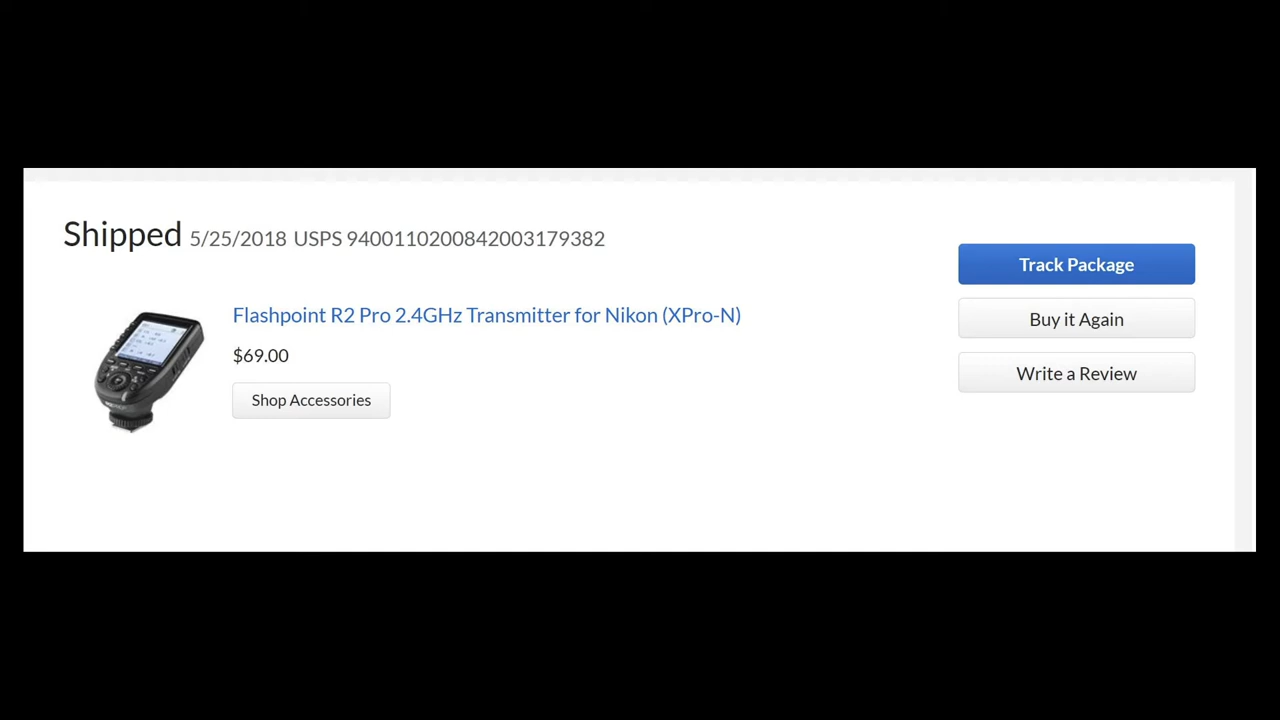 Shipped 5/25/2018 USPS 9400110200842003179382
Track Package
Flashpoint R2 Pro 2.4GHz Transmitter for Nikon (XPro-N)
Buy it Again
$69.00
Write a Review
Shop Accessories